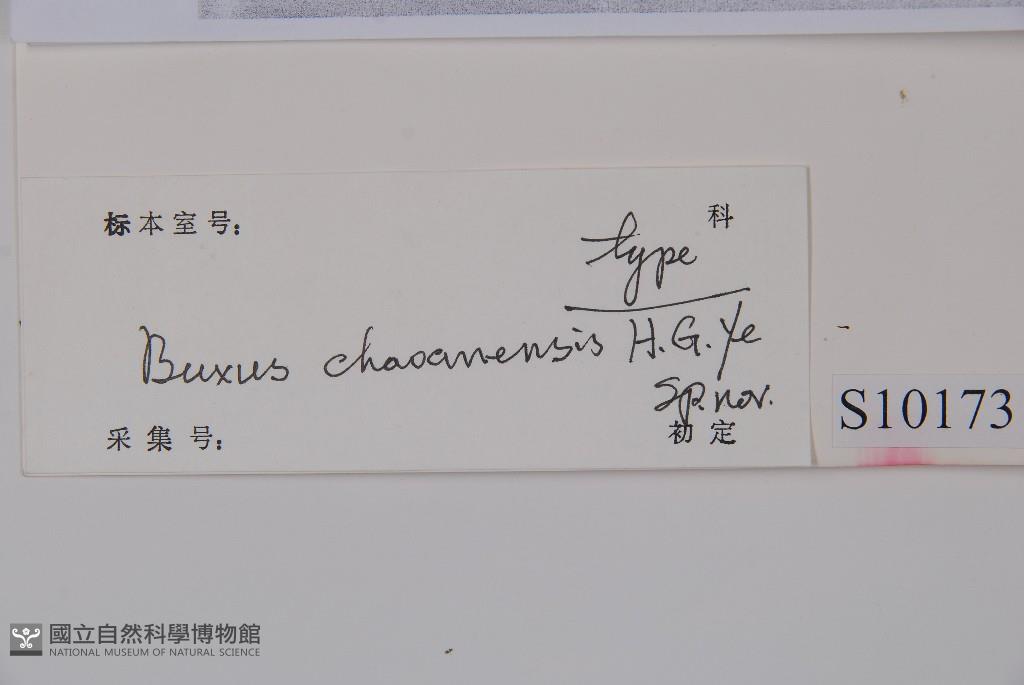 标本室号:
科
type
Buxus chaoanensis H.G. Ye
sp. nov.
采集号:
初定
S10173
國立自然科學博物館
NATIONAL MUSEUM OF NATURAL SCIENCE